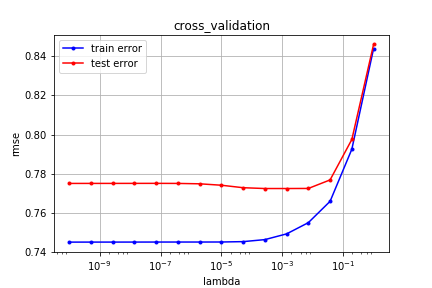 cross_validation
train error
test error
0.84
0.82
0.80
0.78
0.76
0.74
rmse
10⁻⁹ 10⁻⁷ 10⁻⁵ 10⁻³ 10⁻¹
lambda